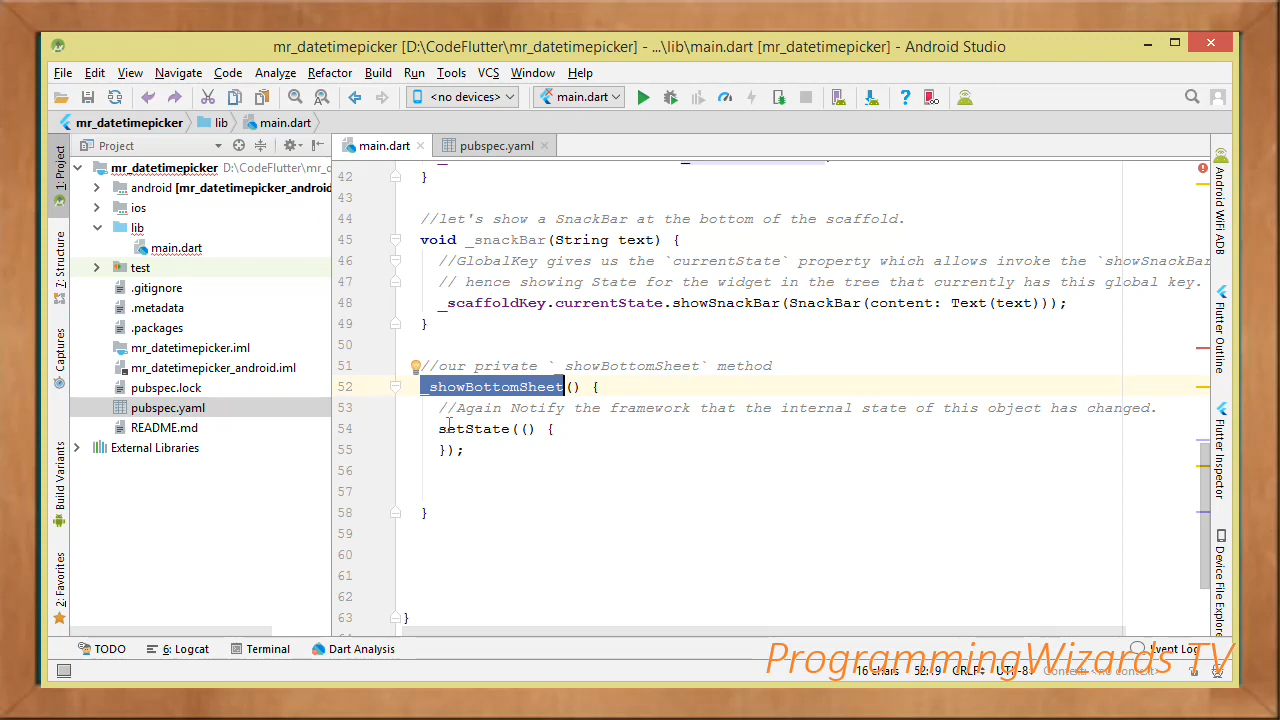 mr_datetimepicker [D:\CodeFlutter\mr_datetimepicker] - ...\lib\main.dart [mr_datetimepicker] - Android Studio
File Edit View Navigate Code Analyze Refactor Build Run Tools VCS Window Help
<no devices> main.dart
mr_datetimepicker lib main.dart
Project
main.dart pubspec.yaml
mr_datetimepicker D:\CodeFlutter\mr_d
android [mr_datetimepicker_android
ios
lib
main.dart
test
.gitignore
.metadata
.packages
mr_datetimepicker.iml
mr_datetimepicker_android.iml
pubspec.lock
pubspec.yaml
README.md
External Libraries
1: Project
7: Structure
Captures
Build Variants
2: Favorites
42 }
43
44 //let's show a SnackBar at the bottom of the scaffold.
45 void _snackBar(String text) {
46 //GlobalKey gives us the `currentState` property which allows invoke the `showSnackBar
47 // hence showing State for the widget in the tree that currently has this global key.
48 _scaffoldKey.currentState.showSnackBar(SnackBar(content: Text(text)));
49 }
50
51 //our private `_showBottomSheet` method
52 _showBottomSheet() {
53 //Again Notify the framework that the internal state of this object has changed.
54 setState(() {
55 });
56
57
58 }
59
60
61
62
63 }
Android WiFi ADB
Flutter Outline
Flutter Inspector
Device File Explorer
TODO 6: Logcat Terminal Dart Analysis Event Log
ProgrammingWizards TV
16 chars 52:19 CRLF UTF-8 Context: <no context>